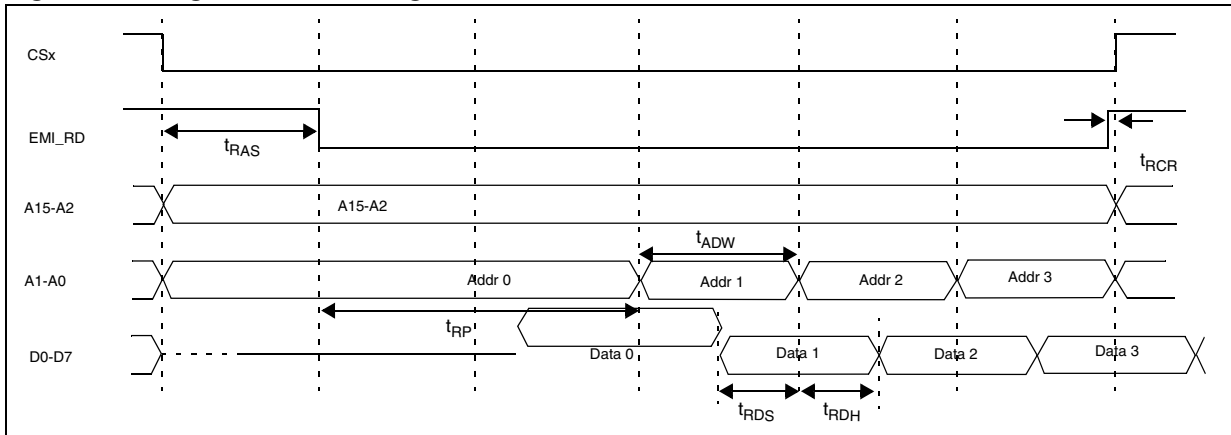 CSx
EMI_RD
tRAS
tRCR
A15-A2
A15-A2
tADW
A1-A0
Addr 0
Addr 1
Addr 2
Addr 3
tRP
D0-D7
Data 0
Data 1
Data 2
Data 3
tRDS
tRDH